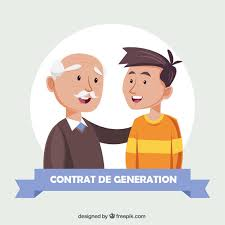 CONTRAT DE GENERATION
designed by freepik.com